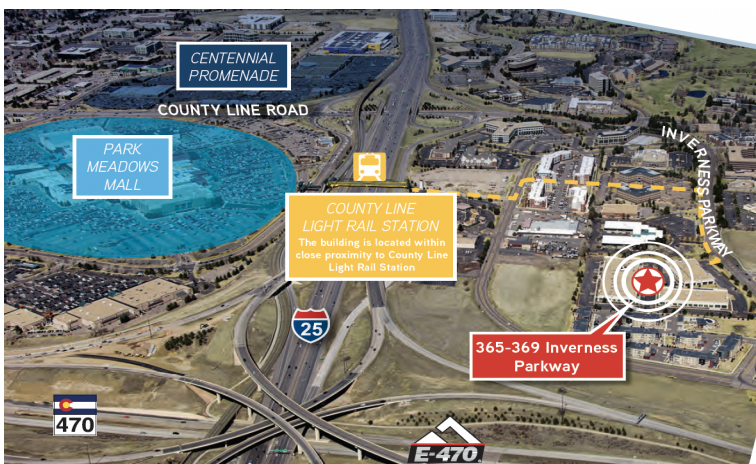 CENTENNIAL
PROMENADE
COUNTY LINE ROAD
PARK
MEADOWS
MALL
INVERNESS PARKWAY
COUNTY LINE
LIGHT RAIL STATION
The building is located within
close proximity to County Line
Light Rail Station
25
365-369 Inverness
Parkway
470
E-470